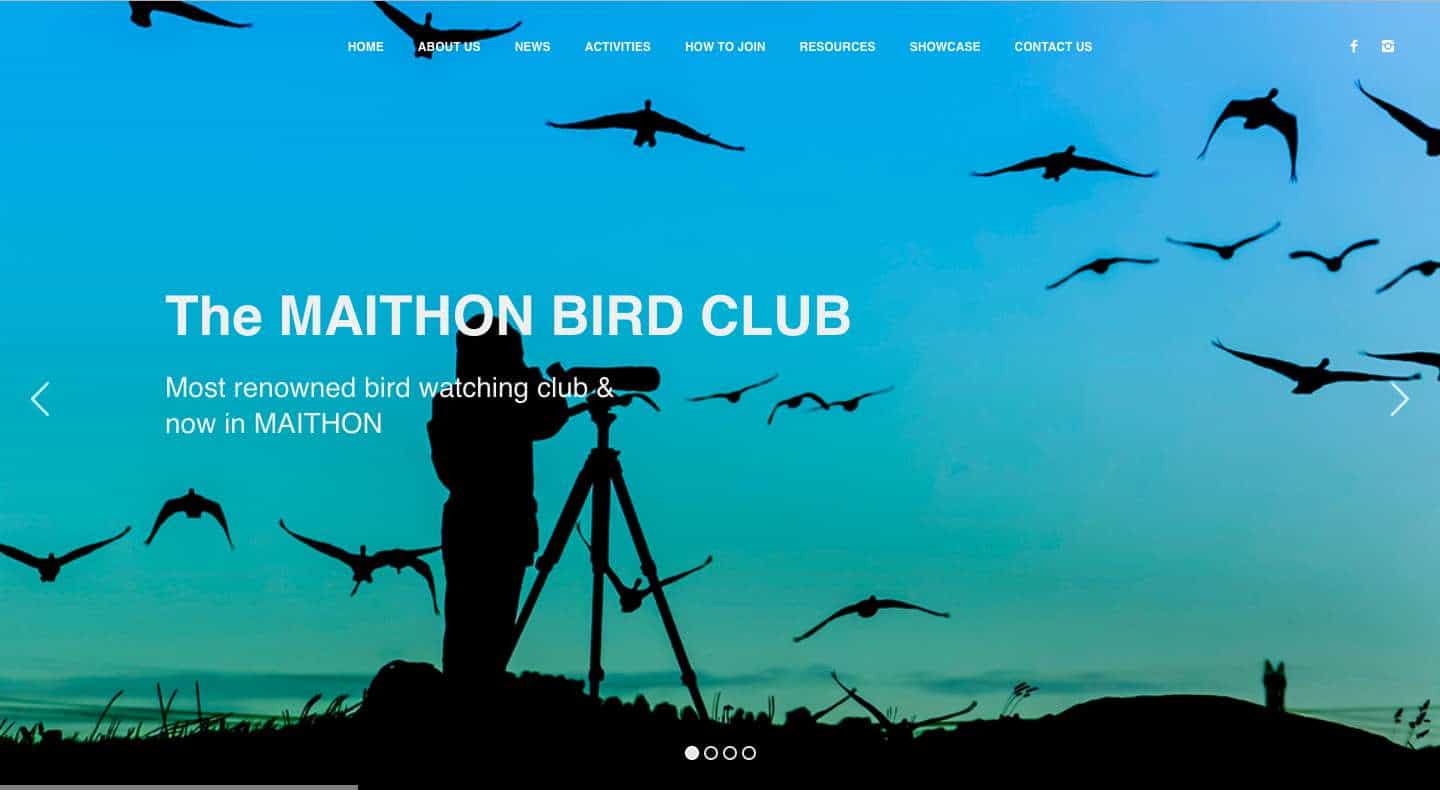 HOME ABOUT US NEWS ACTIVITIES HOW TO JOIN RESOURCES SHOWCASE CONTACT US
The MAITHON BIRD CLUB
Most renowned bird watching club &
now in MAITHON